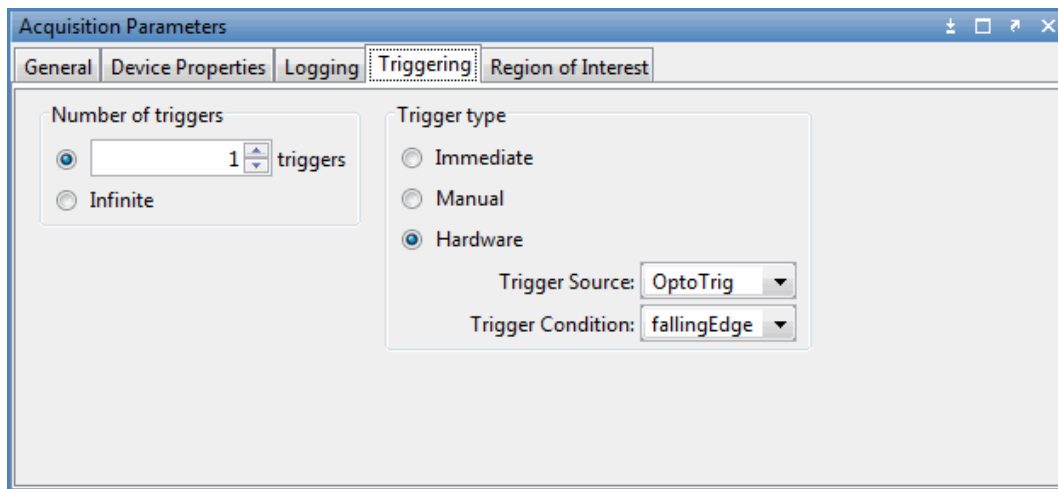 Acquisition Parameters
General Device Properties Logging Triggering Region of Interest
Number of triggers
1 triggers
Infinite
Trigger type
Immediate
Manual
Hardware
Trigger Source: OptoTrig
Trigger Condition: fallingEdge